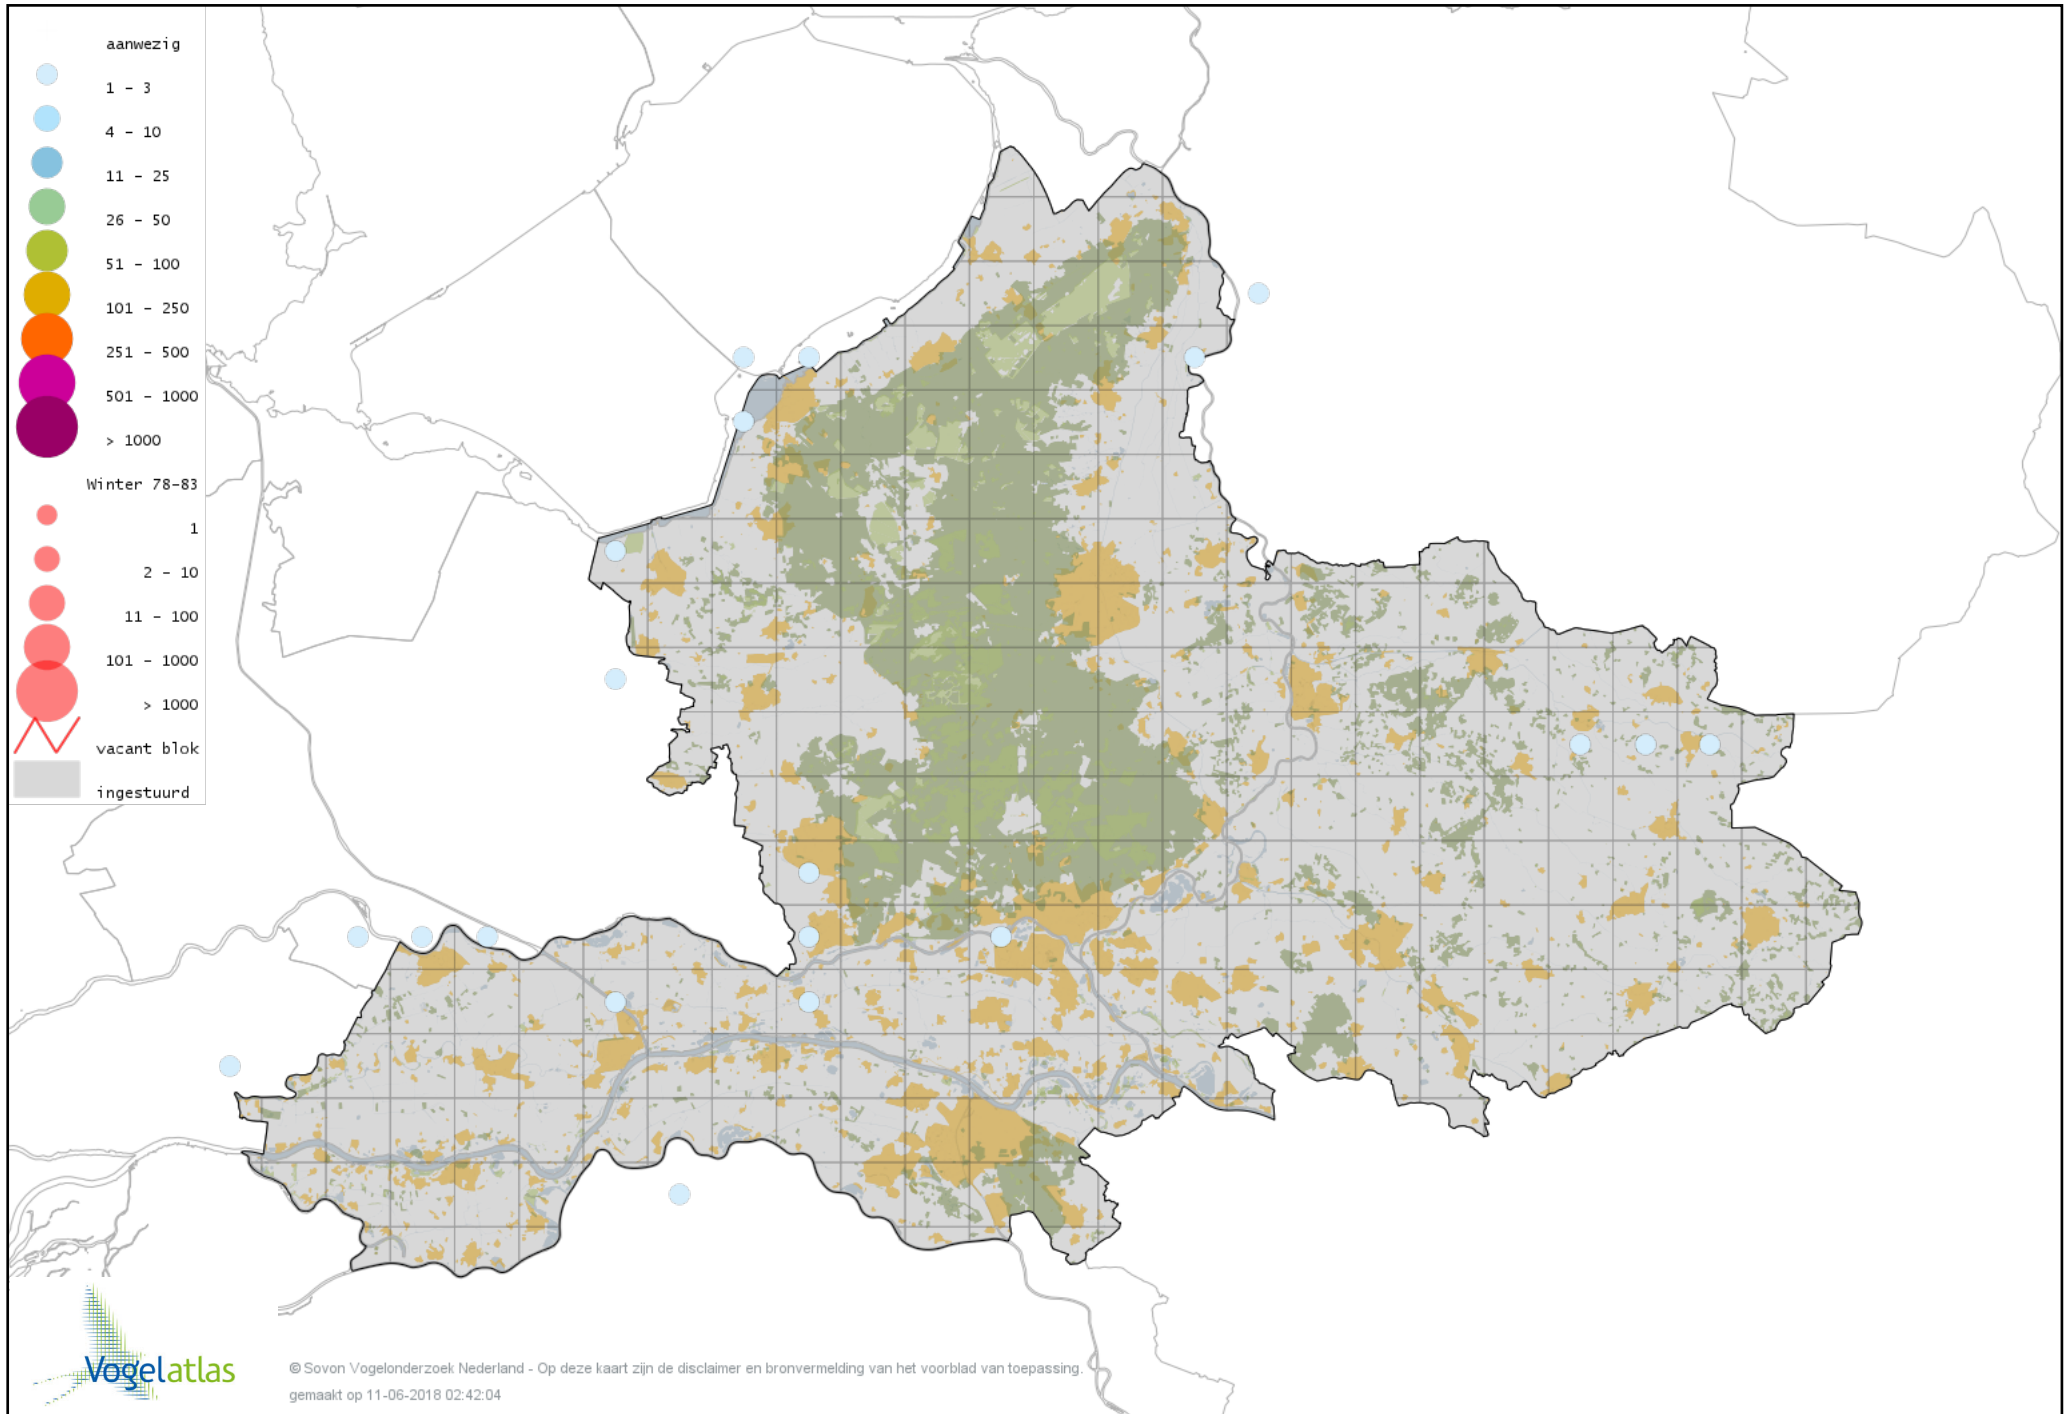 aanwezig
1 – 3
4 – 10
11 – 25
26 – 50
51 – 100
101 – 250
251 – 500
501 – 1000
> 1000
Winter 78-83
1
2 – 10
11 – 100
101 – 1000
> 1000
vacant blok
ingestuurd
Vogelatlas
© Sovon Vogelonderzoek Nederland - Op deze kaart zijn de disclaimer en bronvermelding van het voorblad van toepassing.
gemaakt op 11-06-2018 02:42:04